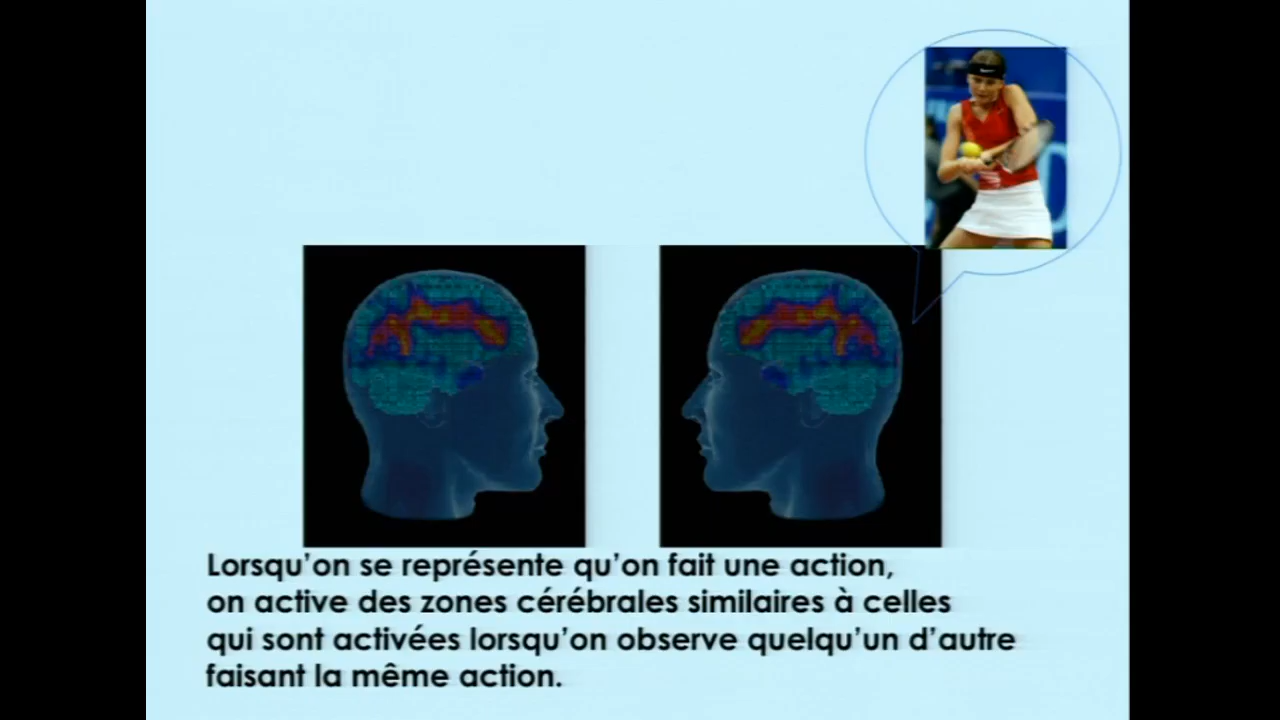 Lorsqu'on se représente qu'on fait une action,
on active des zones cérébrales similaires à celles
qui sont activées lorsqu'on observe quelqu'un d'autre
faisant la même action.